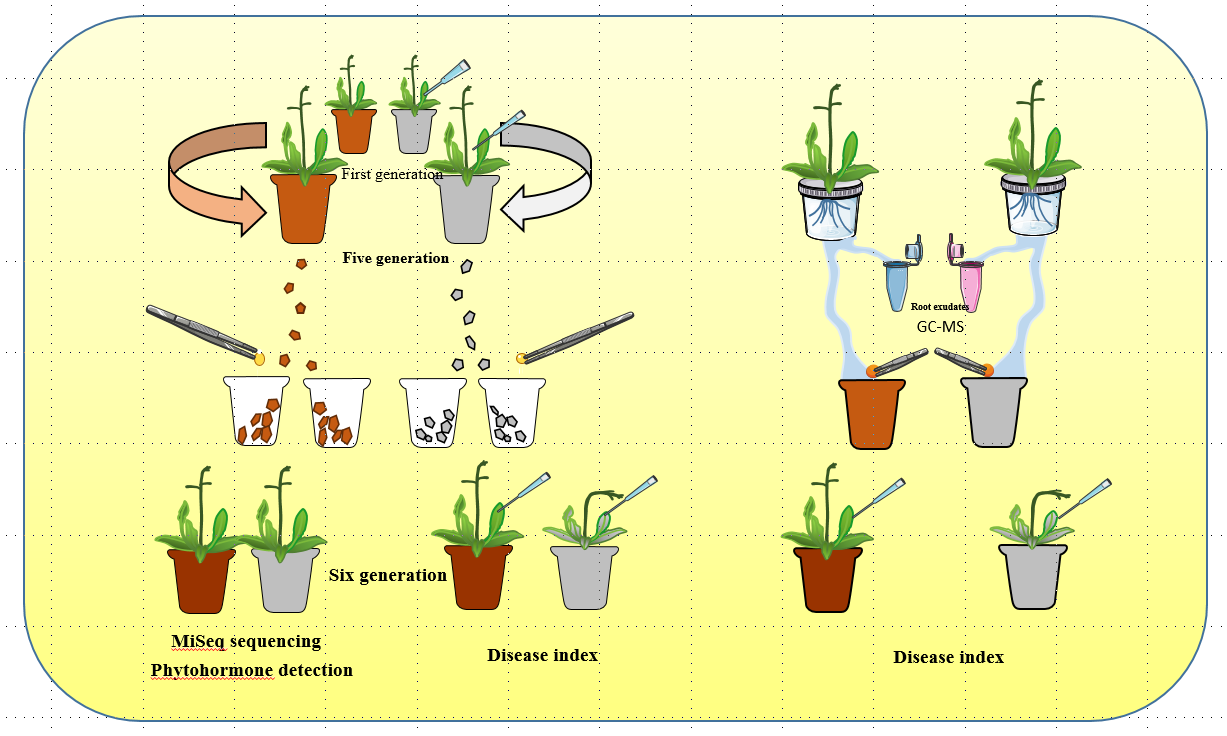 First generation
Five generation
Root exudates
GC-MS
Six generation
MiSeq sequencing
Phytohormone detection
Disease index
Disease index